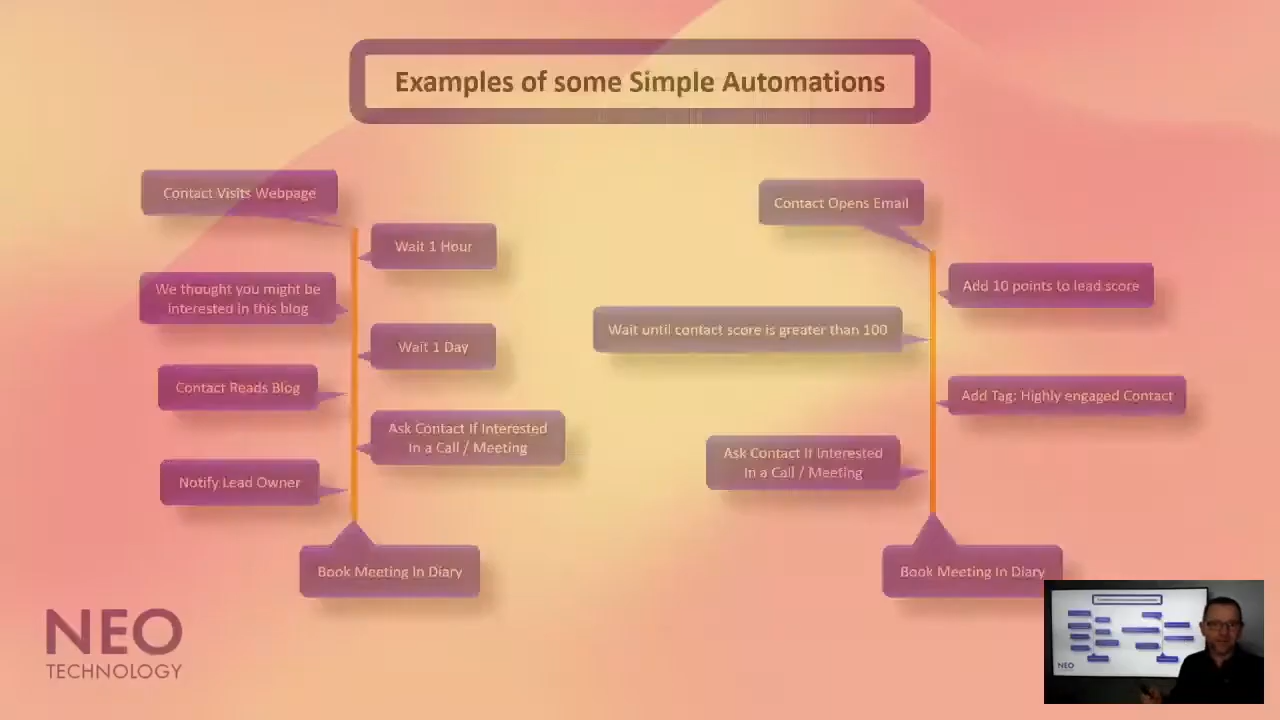 Examples of some Simple Automations
Contact Visits Webpage
Wait 1 Hour
We thought you might be
interested in this blog
Wait 1 Day
Contact Reads Blog
Ask Contact If Interested
In a Call / Meeting
Notify Lead Owner
Book Meeting In Diary
Contact Opens Email
Add 10 points to lead score
Wait until contact score is greater than 100
Add Tag: Highly engaged Contact
Ask Contact If Interested
In a Call / Meeting
Book Meeting In Diary
NEO
TECHNOLOGY
NEO